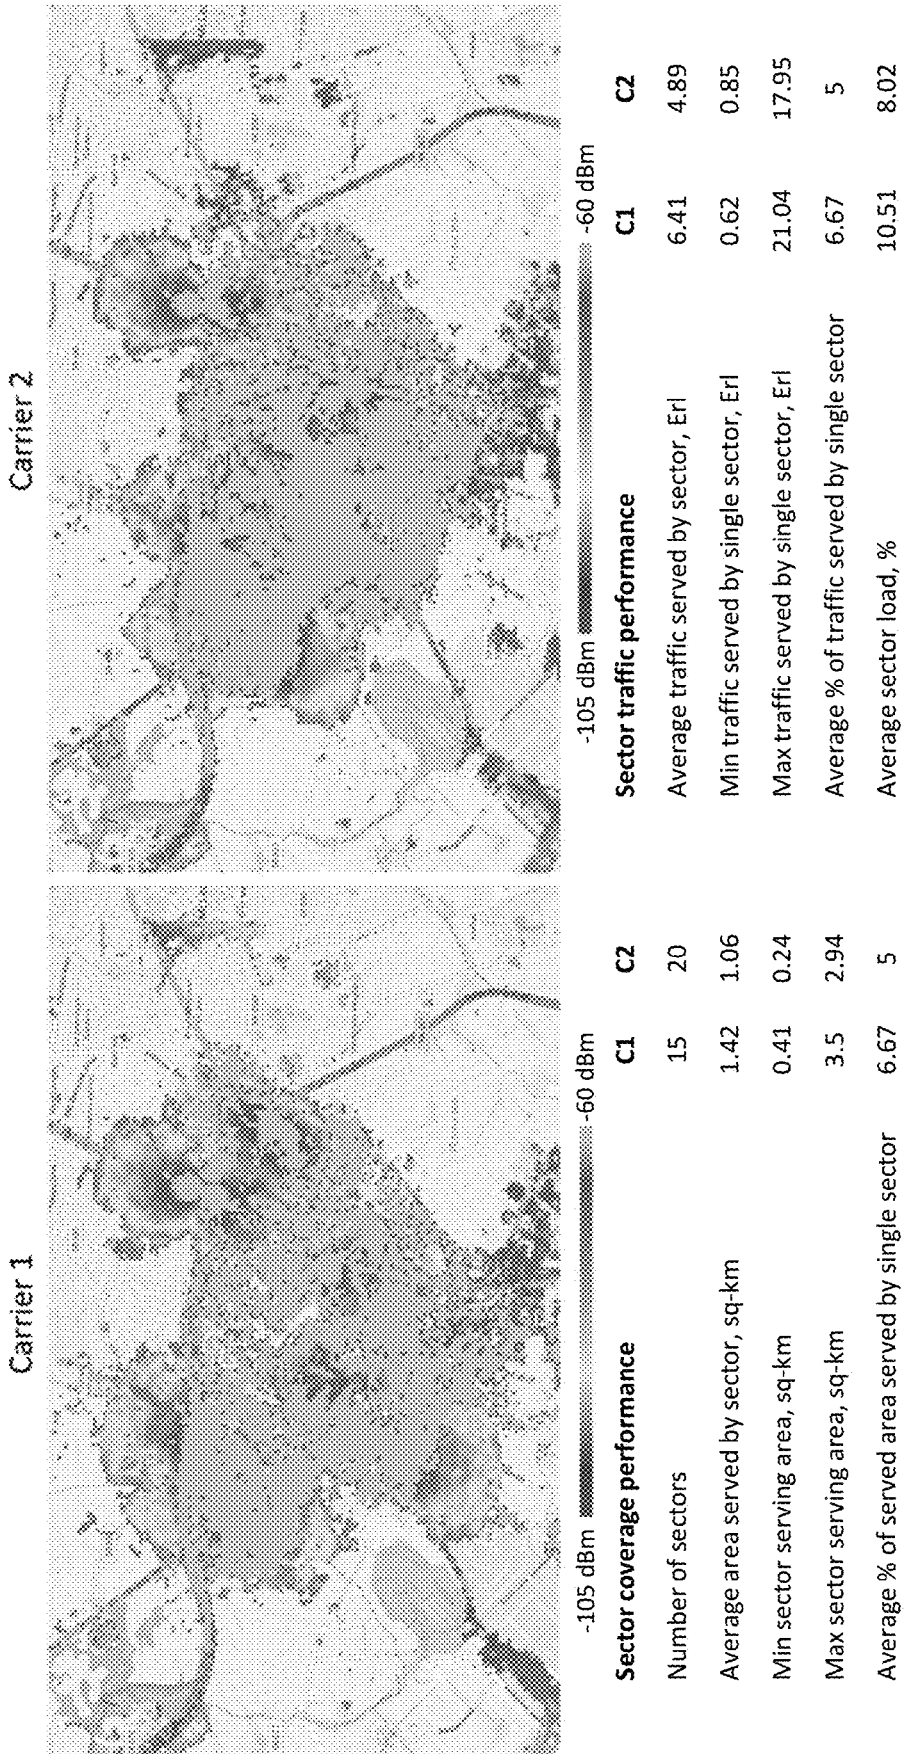 Carrier 1
Carrier 2
-105 dBm -60 dBm
-105 dBm -60 dBm
Sector coverage performance C1 C2
Number of sectors 15 20
Average area served by sector, sq-km 1.42 1.06
Min sector serving area, sq-km 0.41 0.24
Max sector serving area, sq-km 3.5 2.94
Average % of served area served by single sector 6.67 5
Sector traffic performance C1 C2
Average traffic served by sector, Erl 6.41 4.89
Min traffic served by single sector, Erl 0.62 0.85
Max traffic served by single sector, Erl 21.04 17.95
Average % of traffic served by single sector 6.67 5
Average sector load, % 10.51 8.02